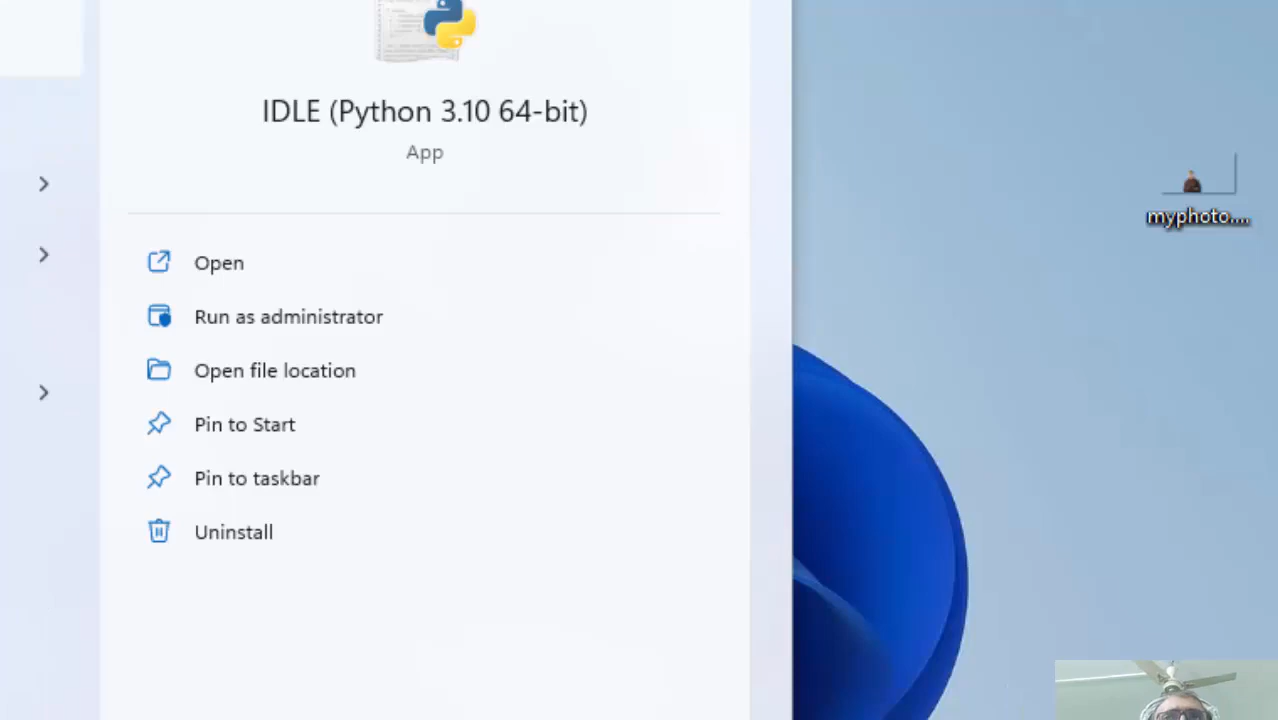 IDLE (Python 3.10 64-bit)
App
Open
Run as administrator
Open file location
Pin to Start
Pin to taskbar
Uninstall
myphoto....